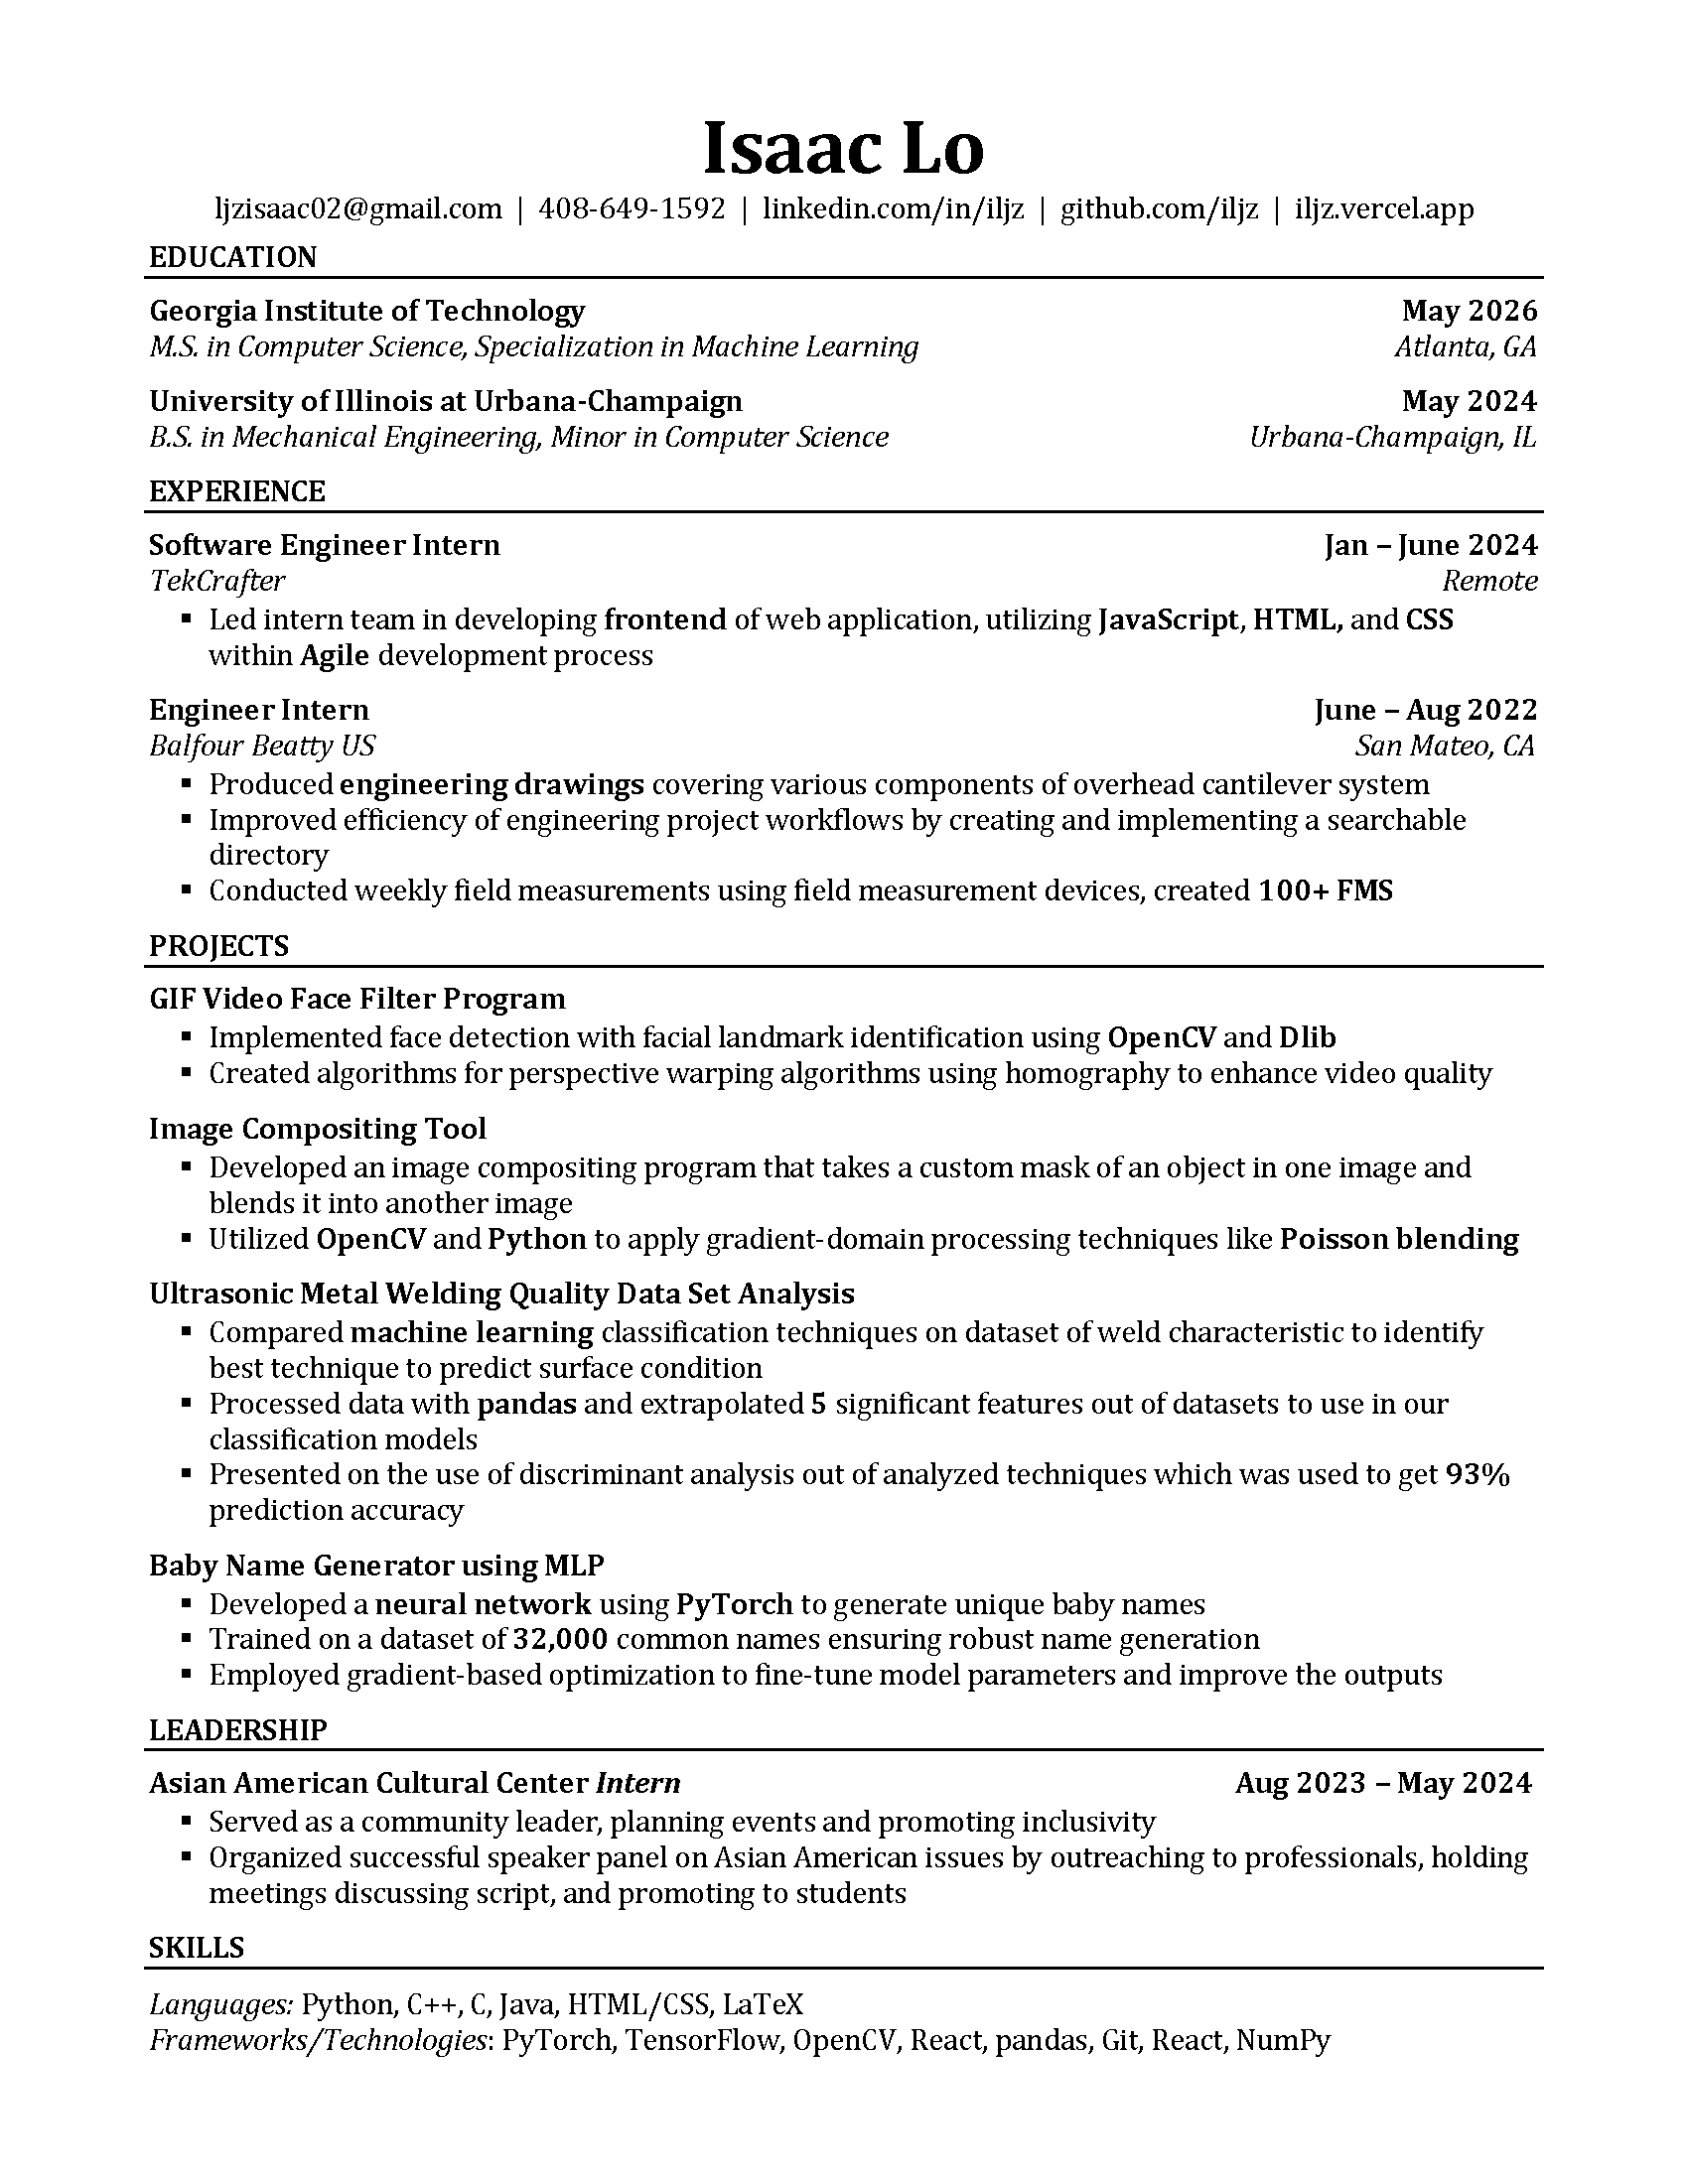 Isaac Lo
ljzisaac02@gmail.com | 408-649-1592 | linkedin.com/in/iljz | github.com/iljz | iljz.vercel.app
EDUCATION
Georgia Institute of Technology May 2026
M.S. in Computer Science, Specialization in Machine Learning Atlanta, GA
University of Illinois at Urbana-Champaign May 2024
B.S. in Mechanical Engineering, Minor in Computer Science Urbana-Champaign, IL
EXPERIENCE
Software Engineer Intern Jan – June 2024
TekCrafter Remote
▪ Led intern team in developing frontend of web application, utilizing JavaScript, HTML, and CSS
within Agile development process
Engineer Intern June – Aug 2022
Balfour Beatty US San Mateo, CA
▪ Produced engineering drawings covering various components of overhead cantilever system
▪ Improved efficiency of engineering project workflows by creating and implementing a searchable
directory
▪ Conducted weekly field measurements using field measurement devices, created 100+ FMS
PROJECTS
GIF Video Face Filter Program
▪ Implemented face detection with facial landmark identification using OpenCV and Dlib
▪ Created algorithms for perspective warping algorithms using homography to enhance video quality
Image Compositing Tool
▪ Developed an image compositing program that takes a custom mask of an object in one image and
blends it into another image
▪ Utilized OpenCV and Python to apply gradient-domain processing techniques like Poisson blending
Ultrasonic Metal Welding Quality Data Set Analysis
▪ Compared machine learning classification techniques on dataset of weld characteristic to identify
best technique to predict surface condition
▪ Processed data with pandas and extrapolated 5 significant features out of datasets to use in our
classification models
▪ Presented on the use of discriminant analysis out of analyzed techniques which was used to get 93%
prediction accuracy
Baby Name Generator using MLP
▪ Developed a neural network using PyTorch to generate unique baby names
▪ Trained on a dataset of 32,000 common names ensuring robust name generation
▪ Employed gradient-based optimization to fine-tune model parameters and improve the outputs
LEADERSHIP
Asian American Cultural Center Intern Aug 2023 – May 2024
▪ Served as a community leader, planning events and promoting inclusivity
▪ Organized successful speaker panel on Asian American issues by outreaching to professionals, holding
meetings discussing script, and promoting to students
SKILLS
Languages: Python, C++, C, Java, HTML/CSS, LaTeX
Frameworks/Technologies: PyTorch, TensorFlow, OpenCV, React, pandas, Git, React, NumPy